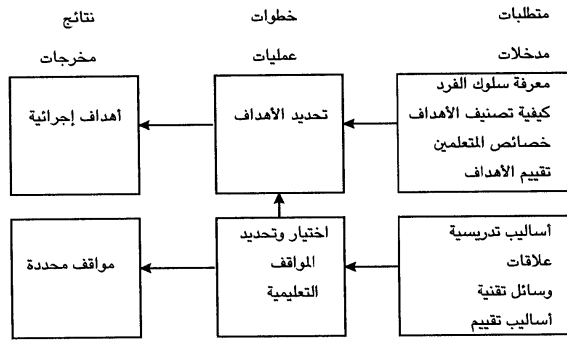 متطلبات
خطوات
نتائج
مدخلات
عمليات
مخرجات
معرفة سلوك الفرد
كيفية تصنيف الأهداف
خصائص المتعلمين
تقييم الأهداف
تحديد الأهداف
أهداف إجرائية
أساليب تدريسية
علاقات
وسائل تقنية
أساليب تقييم
اختيار وتحديد
المواقف
التعليمية
مواقف محددة